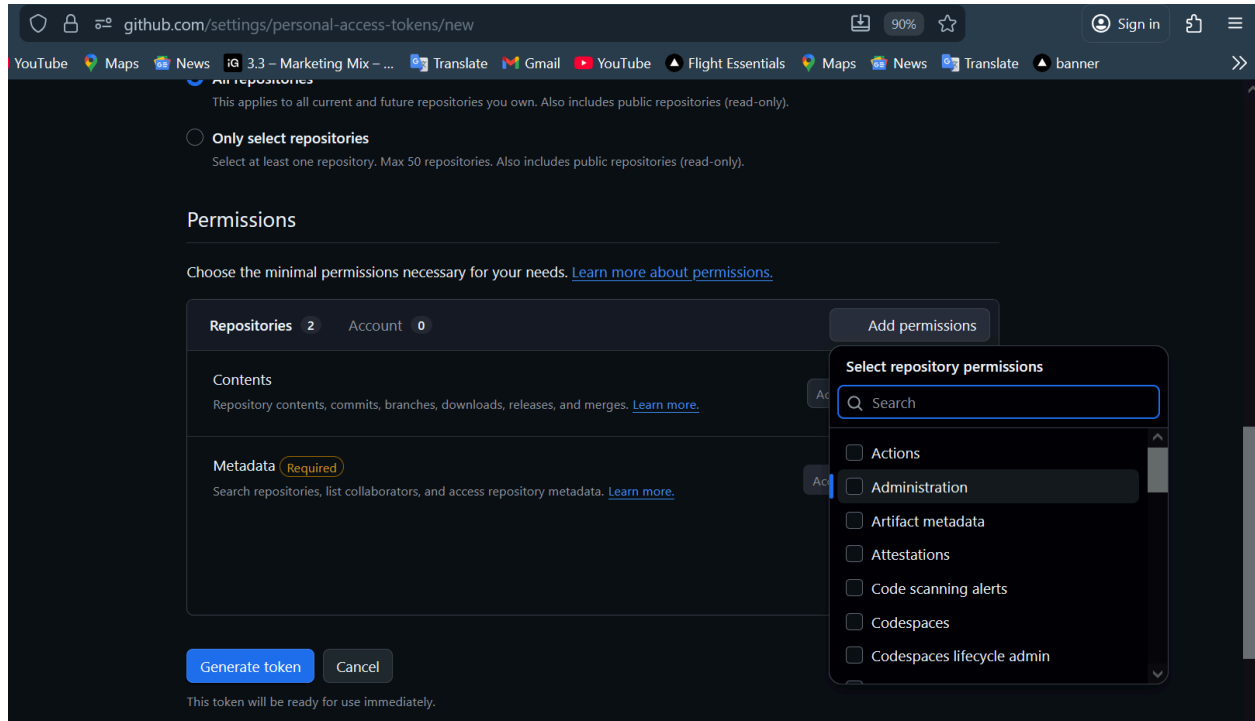 github.com/settings/personal-access-tokens/new
90%
Sign in
YouTube Maps News iG 3.3 – Marketing Mix – ... Translate Gmail YouTube Flight Essentials Maps News Translate banner
All repositories
This applies to all current and future repositories you own. Also includes public repositories (read-only).
Only select repositories
Select at least one repository. Max 50 repositories. Also includes public repositories (read-only).
Permissions
Choose the minimal permissions necessary for your needs. Learn more about permissions.
Repositories 2 Account 0 Add permissions
Contents
Repository contents, commits, branches, downloads, releases, and merges. Learn more.
Metadata Required
Search repositories, list collaborators, and access repository metadata. Learn more.
Select repository permissions
Search
Actions
Administration
Artifact metadata
Attestations
Code scanning alerts
Codespaces
Codespaces lifecycle admin
Generate token Cancel
This token will be ready for use immediately.